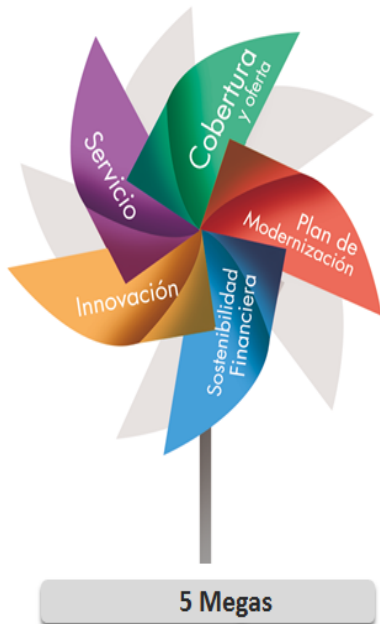 Cobertura
y oferta
Servicio
Plan de
Modernización
Innovación
Sostenibilidad
Financiera
5 Megas